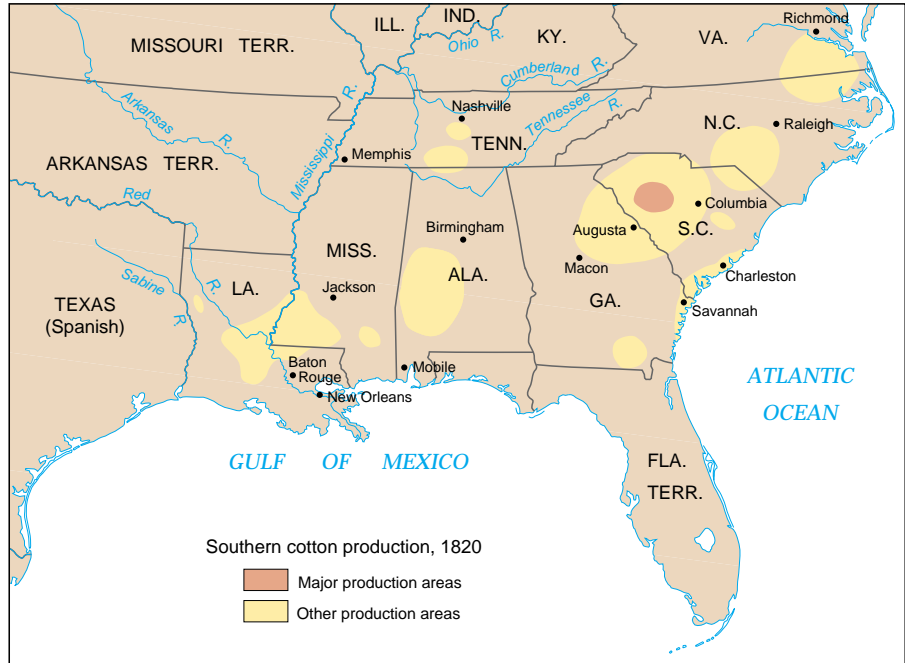 Richmond
ILL.
IND.
KY.
VA.
MISSOURI TERR.
Ohio R.
Cumberland R.
Arkansas R.
Mississippi R.
Nashville
Tennessee R.
TENN.
N.C.
Raleigh
Memphis
ARKANSAS TERR.
Red R.
Columbia
S.C.
Augusta
Birmingham
MISS.
ALA.
Macon
Charleston
Sabine R.
LA.
Jackson
GA.
TEXAS
(Spanish)
Savannah
Baton
Rouge
Mobile
New Orleans
ATLANTIC
OCEAN
GULF OF MEXICO
FLA.
TERR.
Southern cotton production, 1820
Major production areas
Other production areas